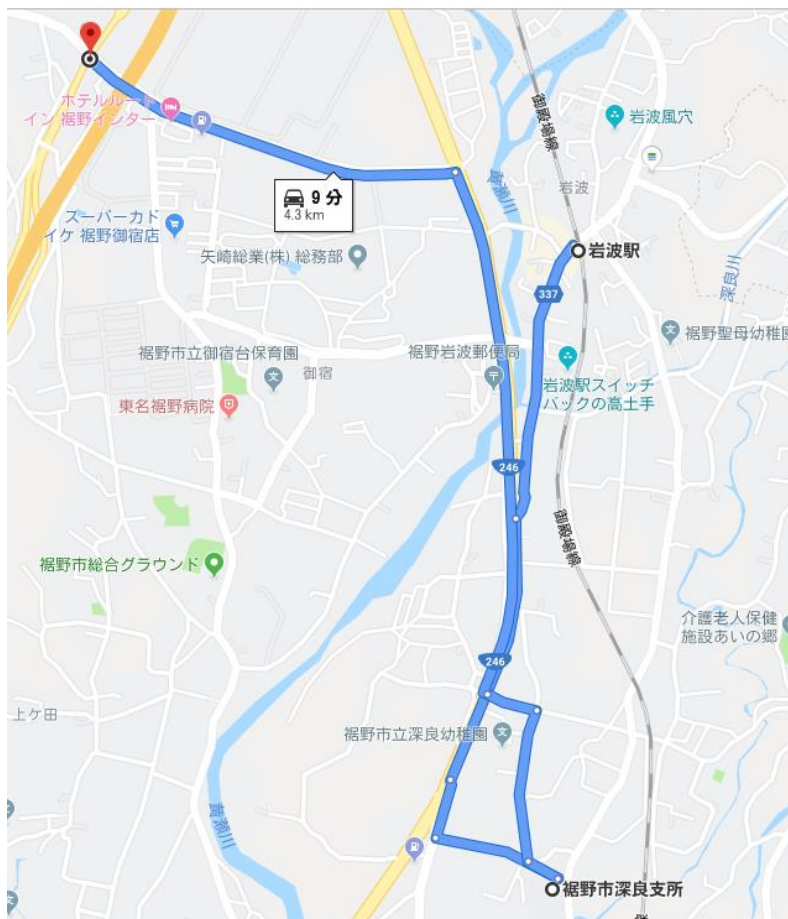 ホテルルート
イン 裾野インター
9 分
4.3 km
御殿場線
岩波風穴
黄瀬川
岩波
スーパーカド
イケ 裾野御宿店
矢崎総業(株) 総務部
岩波駅
337
深良川
裾野市立御宿台保育園
御宿
裾野岩波郵便局
裾野聖母幼稚園
岩波駅スイッチ
バックの高土手
東名裾野病院
246
御殿場線
裾野市総合グラウンド
介護老人保健
施設あいの郷
246
上ケ田
裾野市立深良幼稚園
黄瀬川
裾野市深良支所